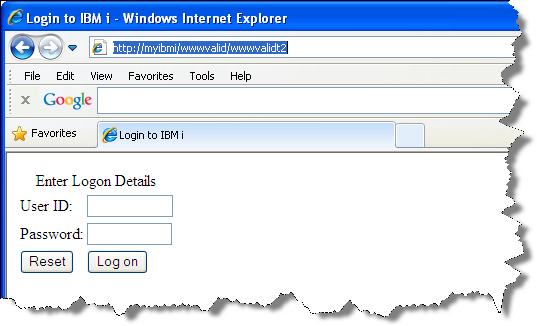 Login to IBM i - Windows Internet Explorer
http://myibmi/wwwvalid/wwwvalidt2
File Edit View Favorites Tools Help
x Google
Favorites Login to IBM i
Enter Logon Details
User ID:
Password:
Reset Log on